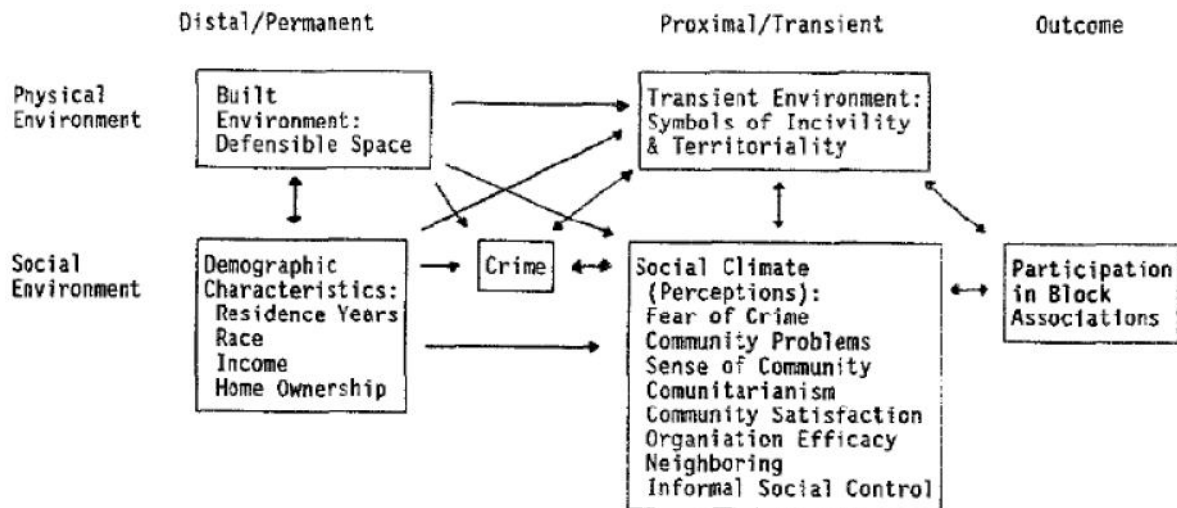 Distal/Permanent
Proximal/Transient
Outcome
Physical
Environment
Built
Environment:
Defensible Space
Transient Environment:
Symbols of Incivility
& Territoriality
Social
Environment
Demographic
Characteristics:
Residence Years
Race
Income
Home Ownership
Crime
Social Climate
(Perceptions):
Fear of Crime
Community Problems
Sense of Community
Comunitarianism
Community Satisfaction
Organiation Efficacy
Neighboring
Informal Social Control
Participation
in Block
Associations